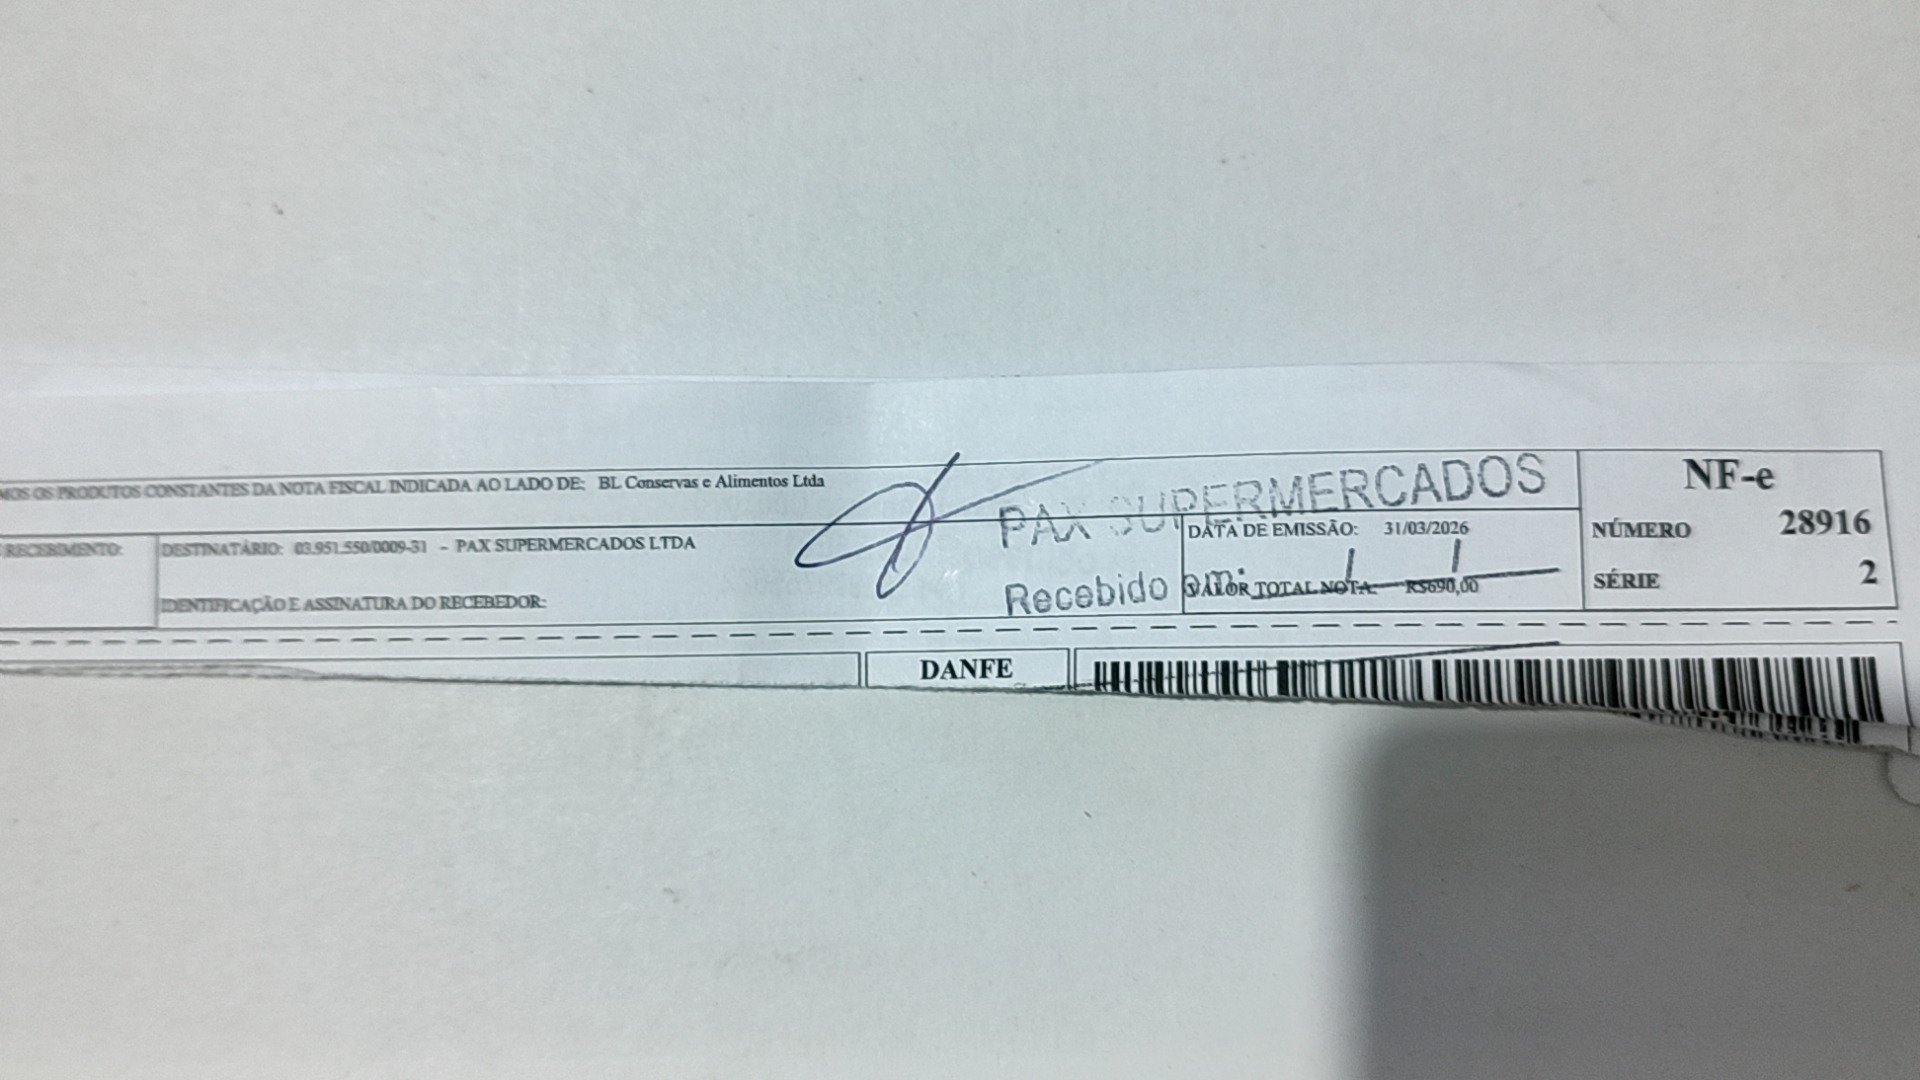 OS PRODUTOS CONSTANTES DA NOTA FISCAL INDICADA AO LADO DE: BL Conservas e Alimentos Ltda
RECEBIMENTO:
DESTINATÁRIO: 03.951.550/0009-31 - PAX SUPERMERCADOS LTDA
IDENTIFICAÇÃO E ASSINATURA DO RECEBEDOR:
PAX SUPERMERCADOS
Recebido em: / /
DATA DE EMISSÃO: 31/03/2026
VALOR TOTAL NOTA: R$690,00
NF-e
NÚMERO 28916
SÉRIE 2
DANFE